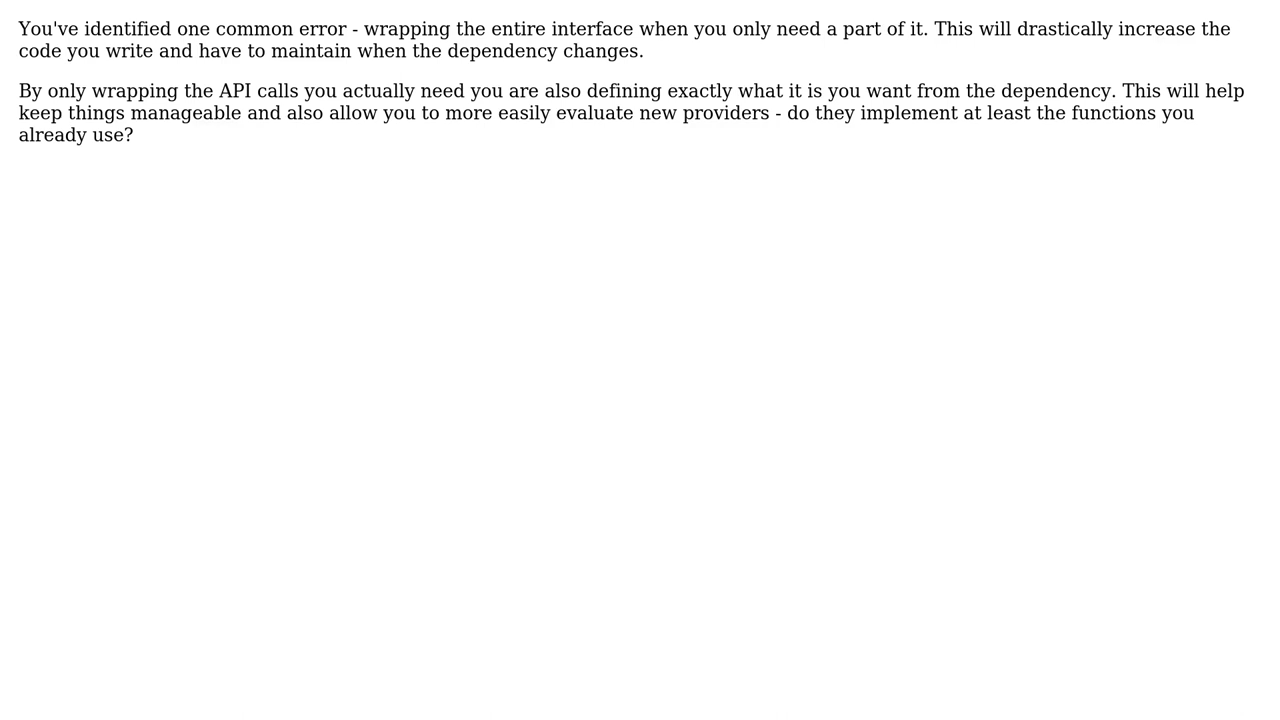 You've identified one common error - wrapping the entire interface when you only need a part of it. This will drastically increase the
code you write and have to maintain when the dependency changes.
By only wrapping the API calls you actually need you are also defining exactly what it is you want from the dependency. This will help
keep things manageable and also allow you to more easily evaluate new providers - do they implement at least the functions you
already use?